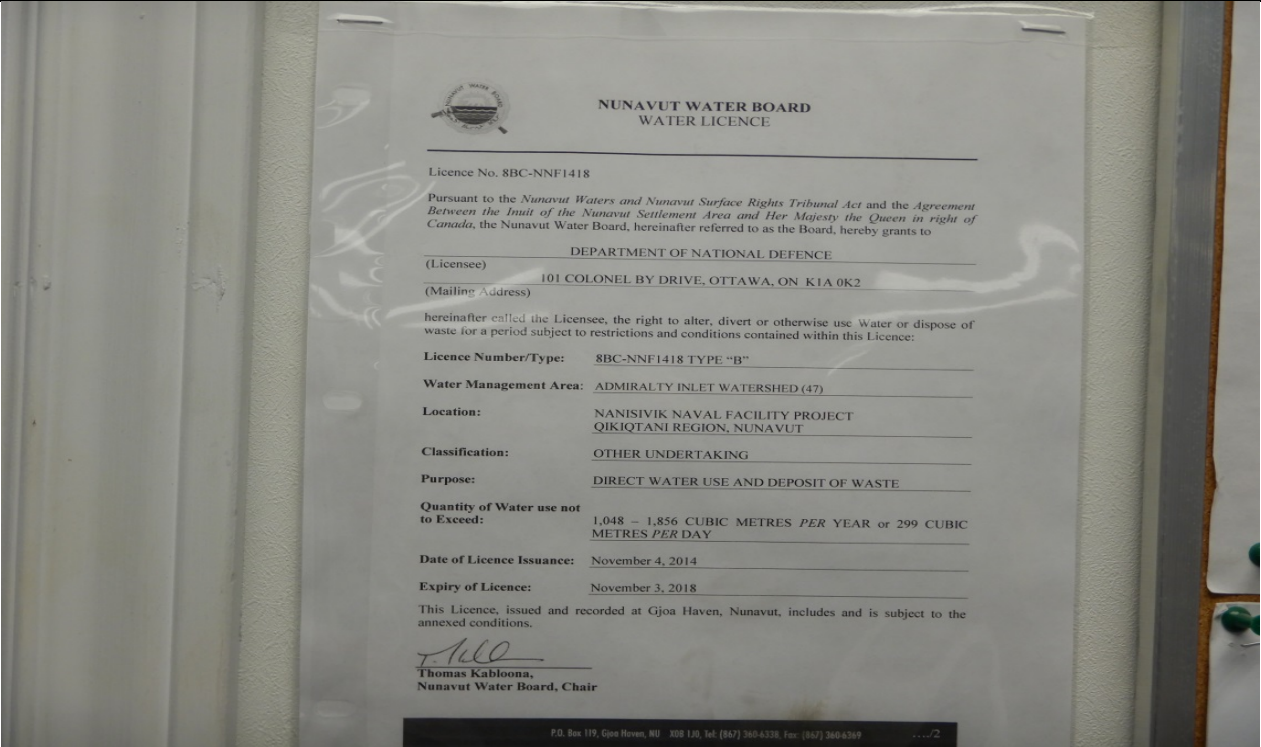 NUNAVUT WATER BOARD
NUNAVUT WATER BOARD
WATER LICENCE
Licence No. 8BC-NNF1418
Pursuant to the Nunavut Waters and Nunavut Surface Rights Tribunal Act and the Agreement
Between the Inuit of the Nunavut Settlement Area and Her Majesty the Queen in right of
Canada, the Nunavut Water Board, hereinafter referred to as the Board, hereby grants to
DEPARTMENT OF NATIONAL DEFENCE
(Licensee)
101 COLONEL BY DRIVE, OTTAWA, ON K1A 0K2
(Mailing Address)
hereinafter called the Licensee, the right to alter, divert or otherwise use Water or dispose of
waste for a period subject to restrictions and conditions contained within this Licence:
Licence Number/Type: 8BC-NNF1418 TYPE “B”
Water Management Area: ADMIRALTY INLET WATERSHED (47)
Location: NANISIVIK NAVAL FACILITY PROJECT
QIKIQTANI REGION, NUNAVUT
Classification: OTHER UNDERTAKING
Purpose: DIRECT WATER USE AND DEPOSIT OF WASTE
Quantity of Water use not
to Exceed: 1,048 – 1,856 CUBIC METRES PER YEAR or 299 CUBIC
METRES PER DAY
Date of Licence Issuance: November 4, 2014
Expiry of Licence: November 3, 2018
This Licence, issued and recorded at Gjoa Haven, Nunavut, includes and is subject to the
annexed conditions.
Thomas Kabloona,
Nunavut Water Board, Chair
P.O. Box 119, Gjoa Haven, NU X0B 1J0, Tel: (867) 360-6338, Fax: (867) 360-6369 ..../2